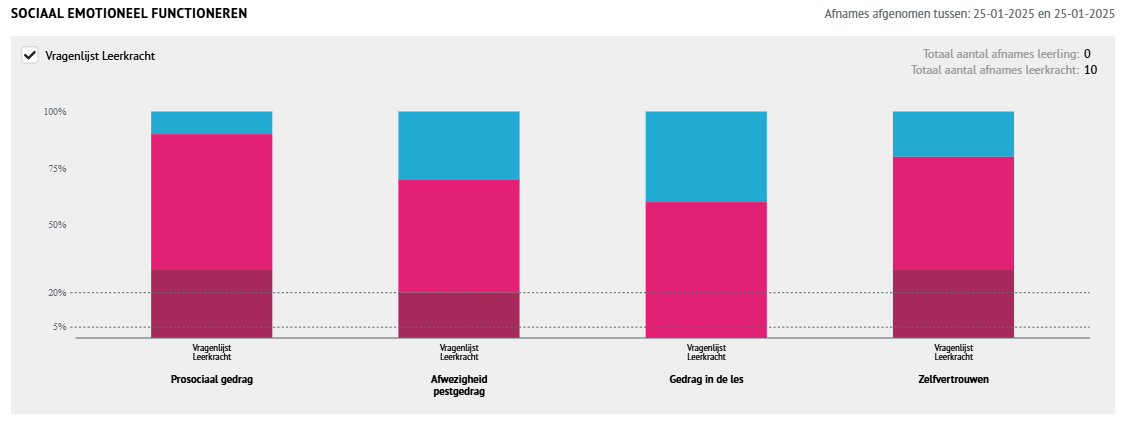 SOCIAAL EMOTIONEEL FUNCTIONEREN
Afnames afgenomen tussen: 25-01-2025 en 25-01-2025
Vragenlijst Leerkracht
Totaal aantal afnames leerling: 0
Totaal aantal afnames leerkracht: 10
100%
75%
50%
20%
5%
Vragenlijst
Leerkracht
Vragenlijst
Leerkracht
Vragenlijst
Leerkracht
Vragenlijst
Leerkracht
Prosociaal gedrag
Afwezigheid
pestgedrag
Gedrag in de les
Zelfvertrouwen